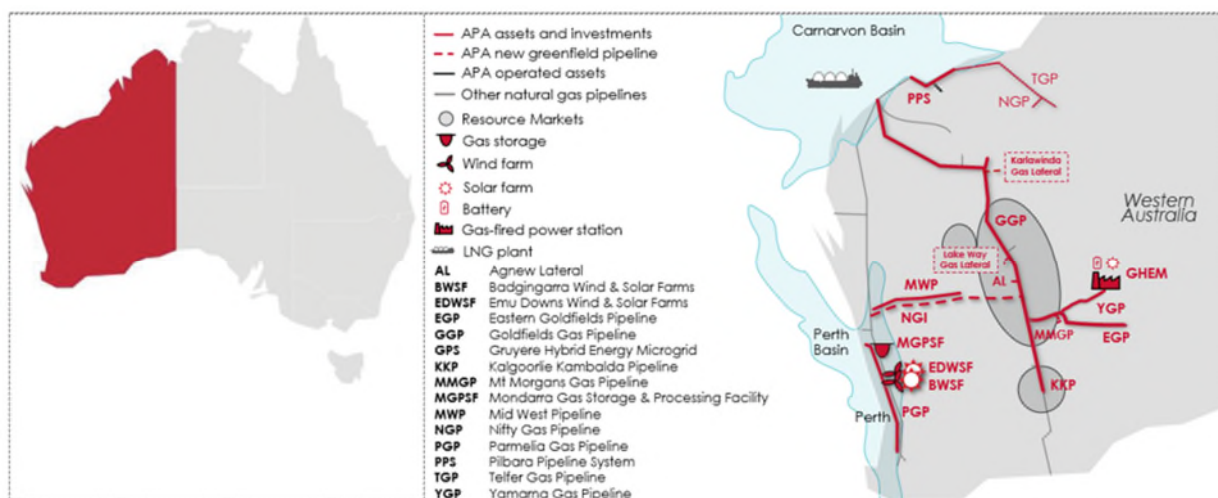 APA assets and investments
APA new greenfield pipeline
APA operated assets
Other natural gas pipelines
Resource Markets
Gas storage
Wind farm
Solar farm
Battery
Gas-fired power station
LNG plant
AL Agnew Lateral
BWSF Badgingarra Wind & Solar Farms
EDWSF Emu Downs Wind & Solar Farms
EGP Eastern Goldfields Pipeline
GGP Goldfields Gas Pipeline
GPS Gruyere Hybrid Energy Microgrid
KKP Kalgoorlie Kambalda Pipeline
MMGP Mt Morgans Gas Pipeline
MGPSF Mondarra Gas Storage & Processing Facility
MWP Mid West Pipeline
NGP Nifty Gas Pipeline
PGP Parmelia Gas Pipeline
PPS Pilbara Pipeline System
TGP Telfer Gas Pipeline
YGP Yamarna Gas Pipeline
Carnarvon Basin
PPS
TGP
NGP
Karlawinda
Gas Lateral
Western
Australia
GGP
Lake Way
Gas Lateral
AL
GHEM
MWP
NGI
YGP
MMGP
EGP
Perth
Basin
MGPSF
EDWSF
BWSF
KKP
Perth
PGP